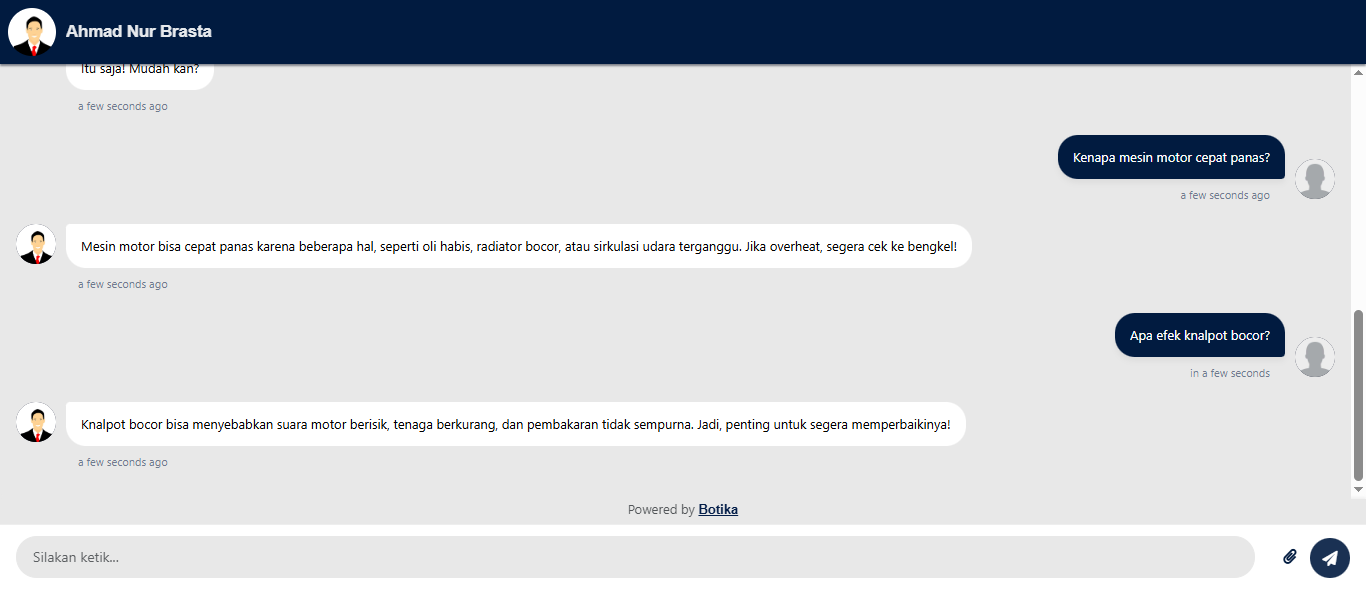 Ahmad Nur Brasta
Itu saja! Mudah kan?
a few seconds ago
Kenapa mesin motor cepat panas?
a few seconds ago
Mesin motor bisa cepat panas karena beberapa hal, seperti oli habis, radiator bocor, atau sirkulasi udara terganggu. Jika overheat, segera cek ke bengkel!
a few seconds ago
Apa efek knalpot bocor?
in a few seconds
Knalpot bocor bisa menyebabkan suara motor berisik, tenaga berkurang, dan pembakaran tidak sempurna. Jadi, penting untuk segera memperbaikinya!
a few seconds ago
Powered by Botika
Silakan ketik...